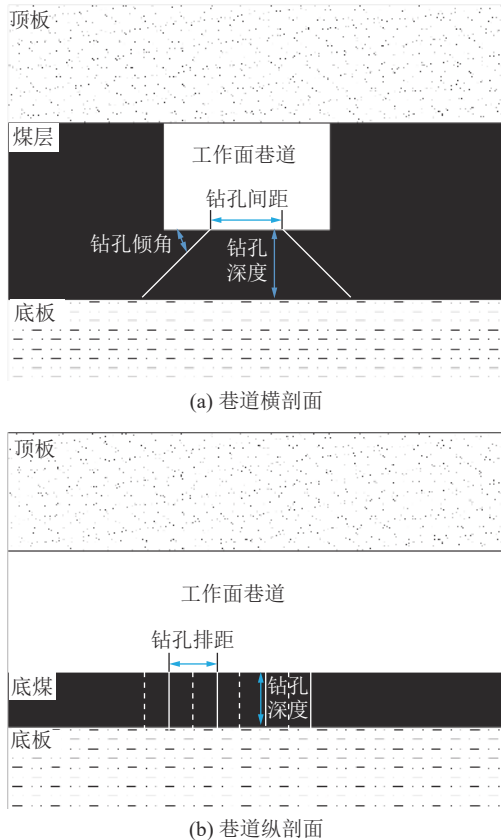 顶板
煤层
工作面巷道
钻孔间距
钻孔倾角
钻孔
深度
底板
(a) 巷道横剖面
顶板
工作面巷道
钻孔排距
底煤
钻孔
深度
底板
(b) 巷道纵剖面